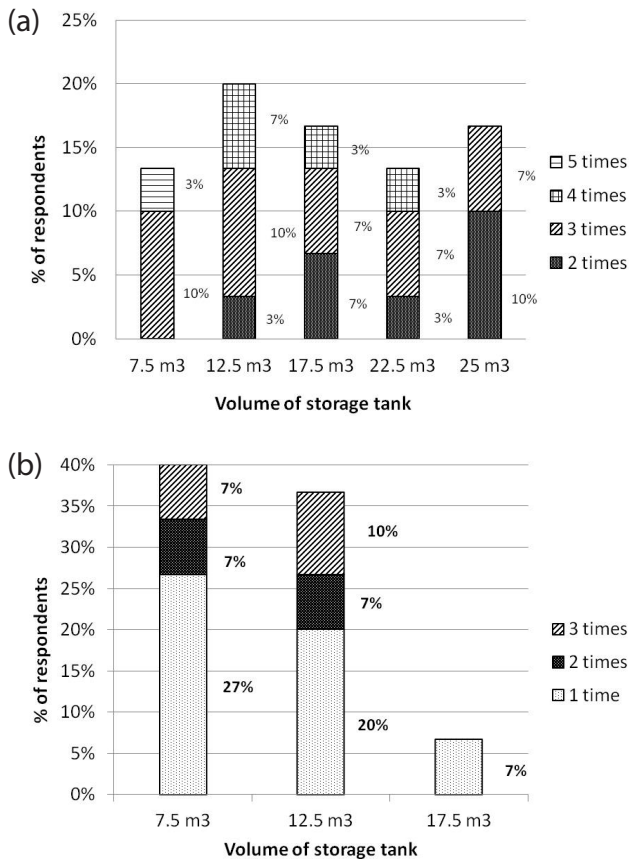 (a)
25%
20%
15%
10%
5%
0%
% of respondents
3%
10%
7%
10%
3%
3%
7%
7%
3%
7%
3%
7%
10%
5 times
4 times
3 times
2 times
7.5 m3 12.5 m3 17.5 m3 22.5 m3 25 m3
Volume of storage tank
(b)
40%
35%
30%
25%
20%
15%
10%
5%
0%
% of respondents
7%
7%
27%
10%
7%
20%
7%
3 times
2 times
1 time
7.5 m3 12.5 m3 17.5 m3
Volume of storage tank